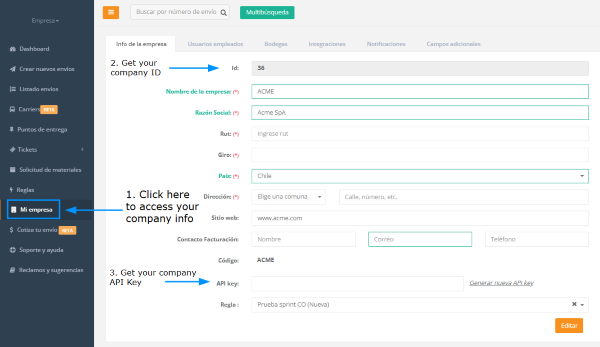 Empresa
Buscar por número de envío
Multibúsqueda
Dashboard
Crear nuevos envíos
Listado envíos
Carriers BETA
Puntos de entrega
Tickets
Solicitud de materiales
Reglas
Mi empresa
Cotiza tu envío BETA
Soporte y ayuda
Reclamos y sugerencias
Info de la empresa
Usuarios empleados
Bodegas
Integraciones
Notificaciones
Campos adicionales
2. Get your
company ID
Id: 36
Nombre de la empresa: (*) ACME
Razón Social: (*) Acme SpA
Rut: (*) Ingrese rut
Giro: (*)
País: (*) Chile
1. Click here
to access your
company info
Dirección: (*) Elige una comuna Calle, número, etc.
Sitio web: www.acme.com
Contacto Facturación: Nombre Correo Teléfono
Código: ACME
3. Get your company
API Key
API key: Generar nueva API key
Regla : Prueba sprint CO (Nueva)
Editar